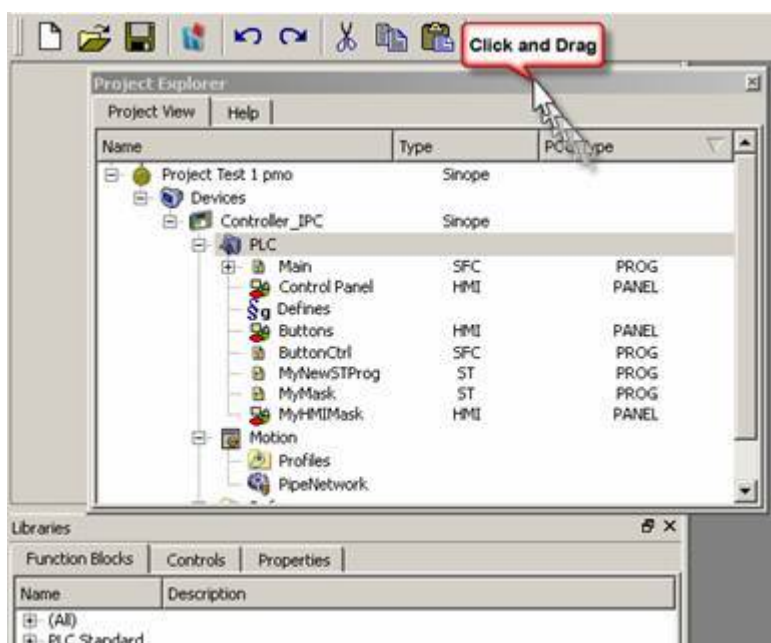 Click and Drag
Project Explorer
Project View Help
Name Type
Project Test 1 pmo Sinope
Devices
Controller_IPC Sinope
PLC
Main SFC PROG
Control Panel HMI PANEL
Defines
Buttons HMI PANEL
ButtonCtrl SFC PROG
MyNewSTProg ST PROG
MyMask ST PROG
MyHMIMask HMI PANEL
Motion
Profiles
PipeNetwork
Libraries
Function Blocks Controls Properties
Name Description
(All)
PLC Standard